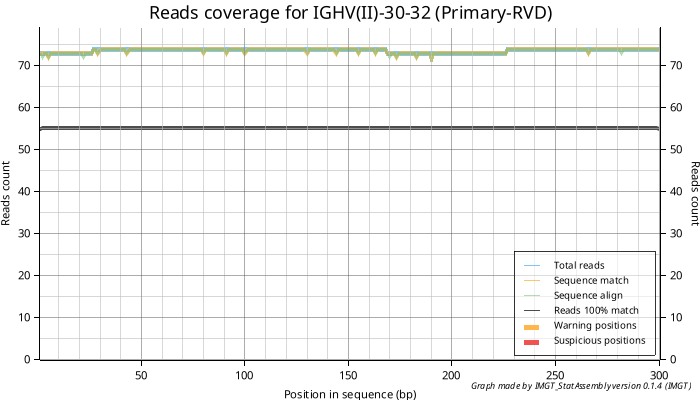 Reads coverage for IGHV(II)-30-32 (Primary-RVD)
70 70
60 60
50 50
40 40
30 30
20 20
10 10
0 0
Reads count
Reads count
Total reads
Sequence match
Sequence align
Reads 100% match
Warning positions
Suspicious positions
50 100 150 200 250 300
Position in sequence (bp)
Graph made by IMGT_StatAssembly version 0.1.4 (IMGT)